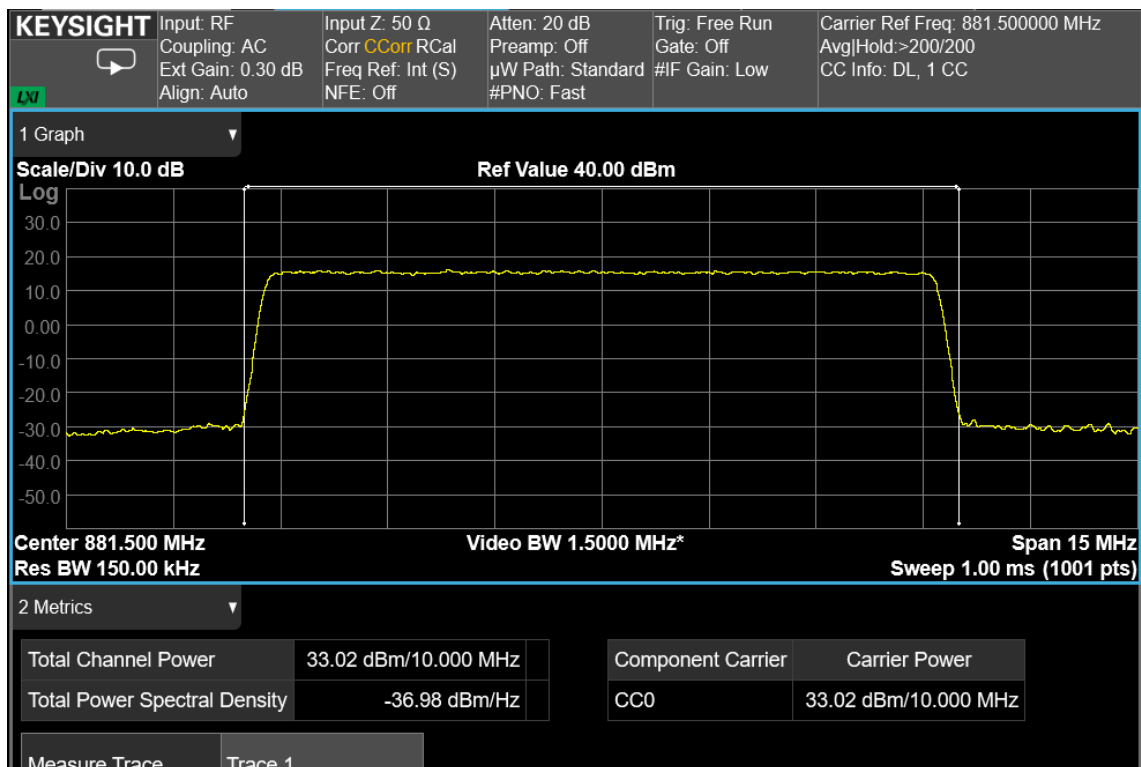 KEYSIGHT Input: RF Input Z: 50 Ω Atten: 20 dB Trig: Free Run Carrier Ref Freq: 881.500000 MHz
Coupling: AC Corr CCorr RCal Preamp: Off Gate: Off Avg|Hold:>200/200
Ext Gain: 0.30 dB Freq Ref: Int (S) µW Path: Standard #IF Gain: Low CC Info: DL, 1 CC
LXI Align: Auto NFE: Off #PNO: Fast
1 Graph
Scale/Div 10.0 dB Ref Value 40.00 dBm
Log
30.0
20.0
10.0
0.00
-10.0
-20.0
-30.0
-40.0
-50.0
Center 881.500 MHz Video BW 1.5000 MHz* Span 15 MHz
Res BW 150.00 kHz Sweep 1.00 ms (1001 pts)
2 Metrics
Total Channel Power 33.02 dBm/10.000 MHz Component Carrier Carrier Power
Total Power Spectral Density -36.98 dBm/Hz CC0 33.02 dBm/10.000 MHz
Measure Trace Trace 1